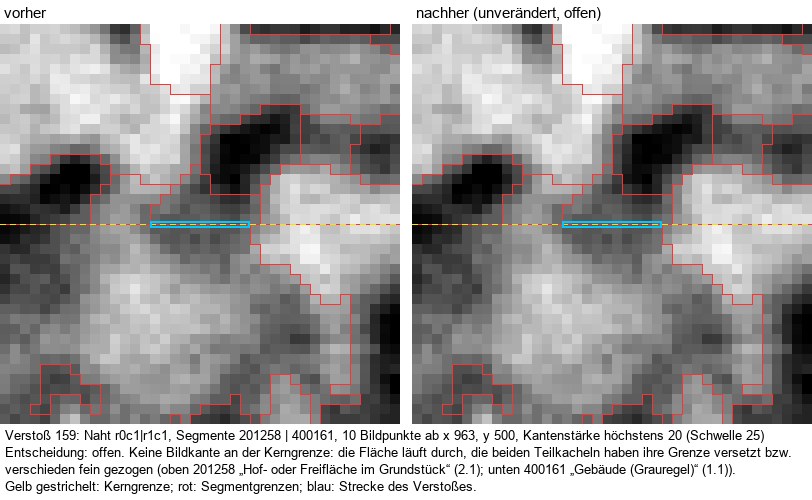 vorher
nachher (unverändert, offen)
Verstoß 159: Naht r0c1|r1c1, Segmente 201258 | 400161, 10 Bildpunkte ab x 963, y 500, Kantenstärke höchstens 20 (Schwelle 25)
Entscheidung: offen. Keine Bildkante an der Kerngrenze: die Fläche läuft durch, die beiden Teilkacheln haben ihre Grenze versetzt bzw.
verschieden fein gezogen (oben 201258 „Hof- oder Freifläche im Grundstück“ (2.1); unten 400161 „Gebäude (Grauregel)“ (1.1)).
Gelb gestrichelt: Kerngrenze; rot: Segmentgrenzen; blau: Strecke des Verstoßes.